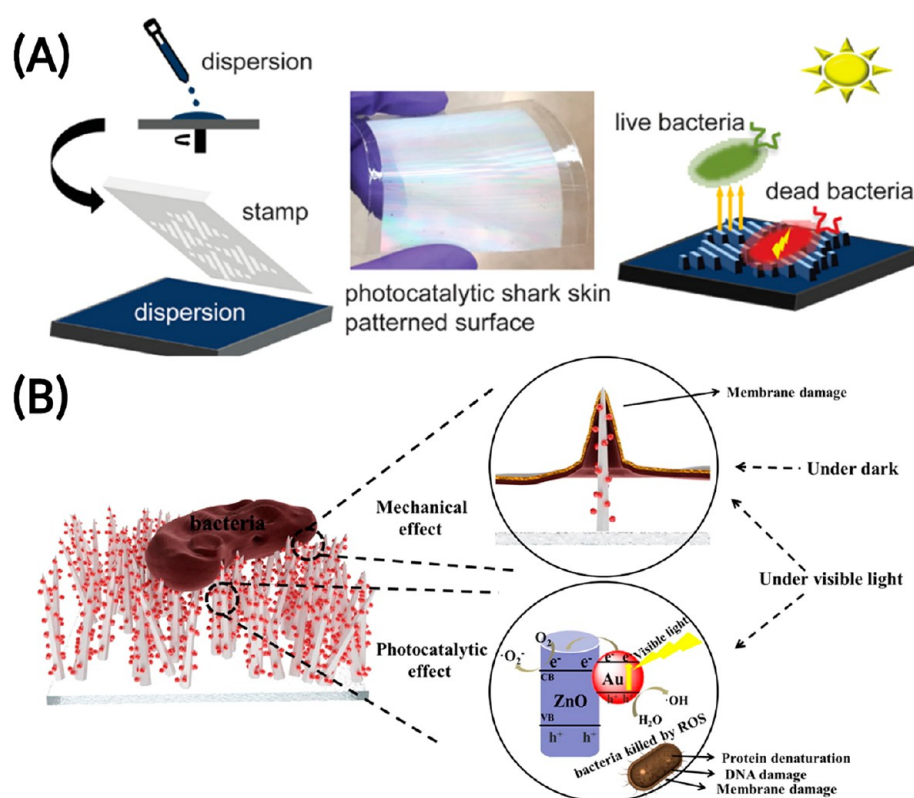 (A)
dispersion
stamp
dispersion
photocatalytic shark skin
patterned surface
live bacteria
dead bacteria
(B)
bacteria
Mechanical
effect
Photocatalytic
effect
Membrane damage
Under dark
Under visible light
O₂
·O₂⁻
e⁻ e⁻
CB
ZnO
VB
h⁺ h⁺
e⁻ e⁻
Visible light
Au
h⁺ h⁺
·OH
H₂O
bacteria killed by ROS
Protein denaturation
DNA damage
Membrane damage